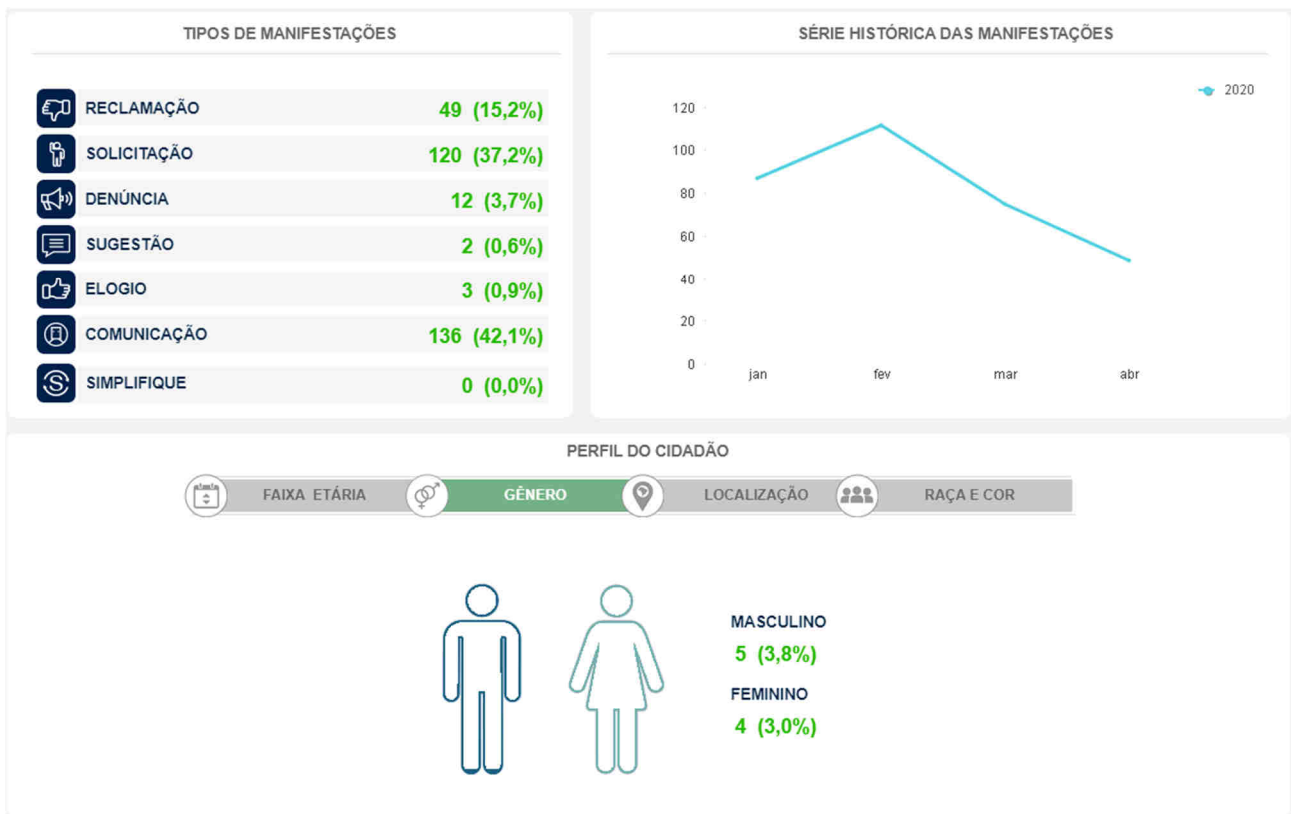 TIPOS DE MANIFESTAÇÕES
RECLAMAÇÃO 49 (15,2%)
SOLICITAÇÃO 120 (37,2%)
DENÚNCIA 12 (3,7%)
SUGESTÃO 2 (0,6%)
ELOGIO 3 (0,9%)
COMUNICAÇÃO 136 (42,1%)
SIMPLIFIQUE 0 (0,0%)
SÉRIE HISTÓRICA DAS MANIFESTAÇÕES
2020
120
100
80
60
40
20
0
jan fev mar abr
PERFIL DO CIDADÃO
FAIXA ETÁRIA GÊNERO LOCALIZAÇÃO RAÇA E COR
MASCULINO
5 (3,8%)
FEMININO
4 (3,0%)